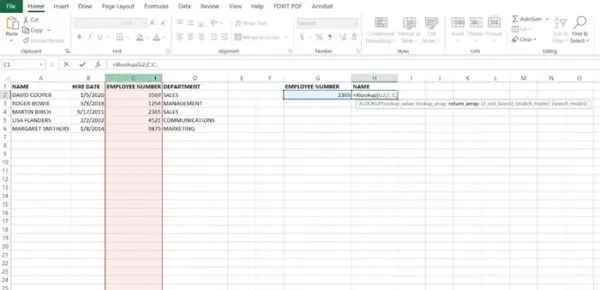 File Home Insert Draw Page Layout Formulas Data Review View Help FOXIT PDF Acrobat
Cut
Copy
Format Painter
Clipboard
Font
Wrap Text
Merge & Center
Alignment
Number
Conditional Formatting
Format as Table
Cell Styles
Styles
Insert Delete Format
Cells
AutoSum
Fill
Clear
Sort & Filter
Find & Select
Editing
C1 =Xlookup(G2,C:C,
A B C D E F G H I J K L M N O
1 NAME HIRE DATE EMPLOYEE NUMBER DEPARTMENT EMPLOYEE NUMBER NAME
2 DAVID COOPER 1/5/2020 3569 SALES 2365 =Xlookup(G2,C:C,
XLOOKUP(lookup_value, lookup_array, return_array, [if_not_found], [match_mode], [search_mode])
3 ROGER BOWIE 3/8/2018 1254 MANAGEMENT
4 MARTIN BIRCH 9/17/2011 2365 SALES
5 LISA FLANDERS 2/2/2002 4521 COMMUNICATIONS
6 MARGARET SMITHERS 1/8/2014 9875 MARKETING
7
8
9
10
11
12
13
14
15
16
17
18
19
20
21
22
23
24